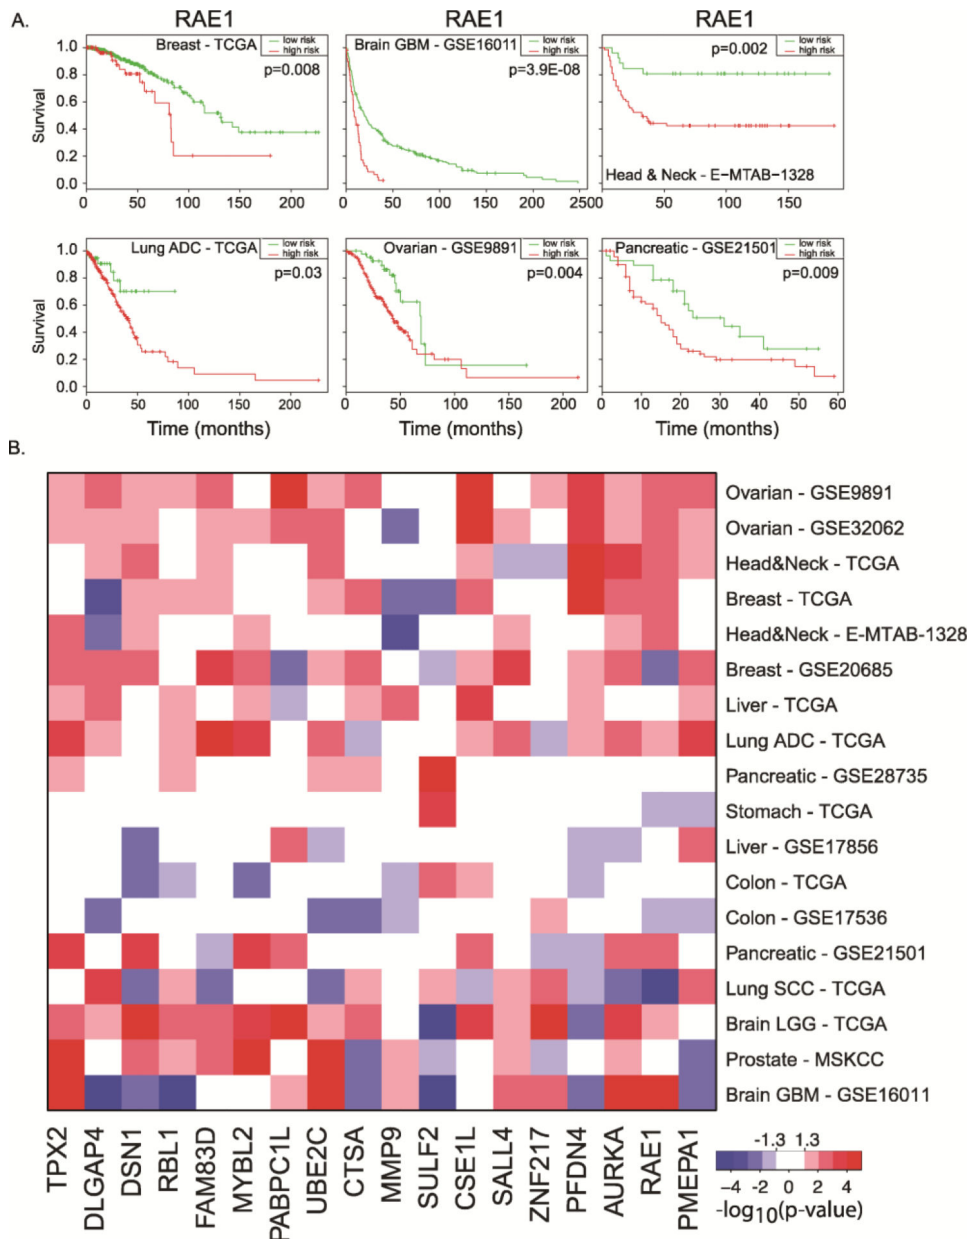 A.
RAE1
RAE1
RAE1
Survival
1.0
0.8
0.6
0.4
0.2
0.0
Breast - TCGA
low risk
high risk
p=0.008
0 50 100 150 200
Brain GBM - GSE16011
low risk
high risk
p=3.9E-08
0 50 100 150 200 250
low risk
high risk
p=0.002
Head & Neck - E-MTAB-1328
0 50 100 150
Survival
1.0
0.8
0.6
0.4
0.2
0.0
Lung ADC - TCGA
low risk
high risk
p=0.03
0 50 100 150 200
Time (months)
Ovarian - GSE9891
low risk
high risk
p=0.004
0 50 100 150 200
Time (months)
Pancreatic - GSE21501
low risk
high risk
p=0.009
0 10 20 30 40 50 60
Time (months)
B.
Ovarian - GSE9891
Ovarian - GSE32062
Head&Neck - TCGA
Breast - TCGA
Head&Neck - E-MTAB-1328
Breast - GSE20685
Liver - TCGA
Lung ADC - TCGA
Pancreatic - GSE28735
Stomach - TCGA
Liver - GSE17856
Colon - TCGA
Colon - GSE17536
Pancreatic - GSE21501
Lung SCC - TCGA
Brain LGG - TCGA
Prostate - MSKCC
Brain GBM - GSE16011
TPX2
DLGAP4
DSN1
RBL1
FAM83D
MYBL2
PABPC1L
UBE2C
CTSA
MMP9
SULF2
CSE1L
SALL4
ZNF217
PFDN4
AURKA
RAE1
PMEPA1
-1.3 1.3
-4 -2 0 2 4
-log10(p-value)